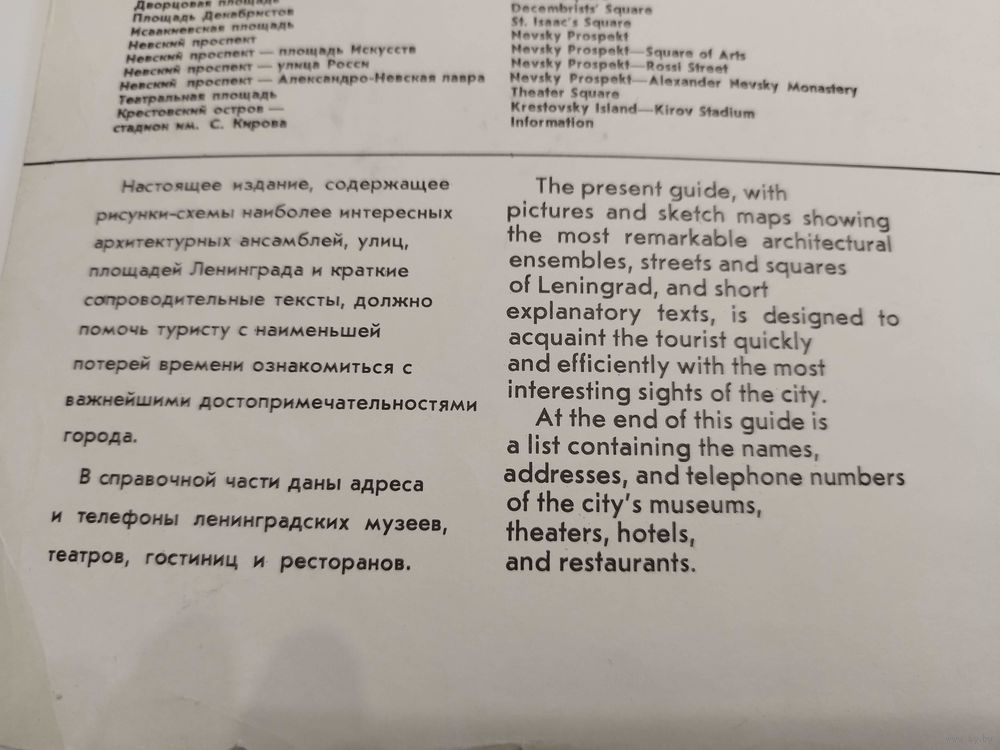 Дворцовая площадь
Площадь Декабристов
Исаакиевская площадь
Невский проспект
Невский проспект — площадь Искусств
Невский проспект — улица Росси
Невский проспект — Александро-Невская лавра
Театральная площадь
Крестовский остров —
стадион им. С. Кирова
Decembrists' Square
St. Isaac's Square
Nevsky Prospekt
Nevsky Prospekt—Square of Arts
Nevsky Prospekt—Rossi Street
Nevsky Prospekt—Alexander Nevsky Monastery
Theater Square
Krestovsky Island—Kirov Stadium
Information
Настоящее издание, содержащее
рисунки-схемы наиболее интересных
архитектурных ансамблей, улиц,
площадей Ленинграда и краткие
сопроводительные тексты, должно
помочь туристу с наименьшей
потерей времени ознакомиться с
важнейшими достопримечательностями
города.
В справочной части даны адреса
и телефоны ленинградских музеев,
театров, гостиниц и ресторанов.
The present guide, with
pictures and sketch maps showing
the most remarkable architectural
ensembles, streets and squares
of Leningrad, and short
explanatory texts, is designed to
acquaint the tourist quickly
and efficiently with the most
interesting sights of the city.
At the end of this guide is
a list containing the names,
addresses, and telephone numbers
of the city's museums,
theaters, hotels,
and restaurants.